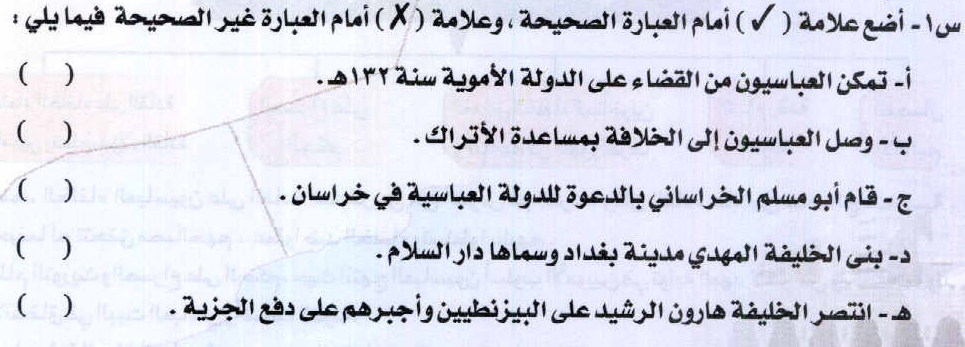 س١- أضع علامة ( ✓ ) أمام العبارة الصحيحة ، وعلامة ( ✗ ) أمام العبارة غير الصحيحة فيما يلي :
أ- تمكن العباسيون من القضاء على الدولة الأموية سنة ١٣٢هـ . ( )
ب- وصل العباسيون إلى الخلافة بمساعدة الأتراك . ( )
ج- قام أبو مسلم الخراساني بالدعوة للدولة العباسية في خراسان . ( )
د- بنى الخليفة المهدي مدينة بغداد وسماها دار السلام . ( )
هـ- انتصر الخليفة هارون الرشيد على البيزنطيين وأجبرهم على دفع الجزية . ( )